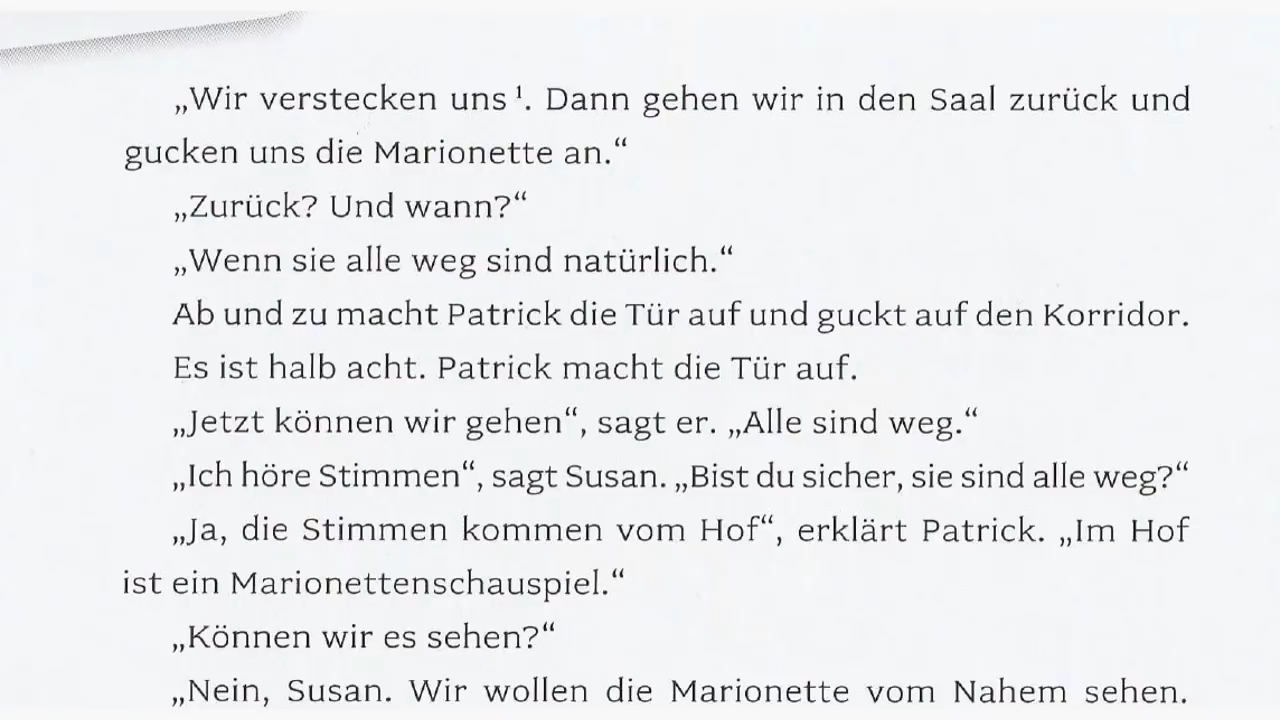 „Wir verstecken uns ¹. Dann gehen wir in den Saal zurück und
gucken uns die Marionette an.“
„Zurück? Und wann?“
„Wenn sie alle weg sind natürlich.“
Ab und zu macht Patrick die Tür auf und guckt auf den Korridor.
Es ist halb acht. Patrick macht die Tür auf.
„Jetzt können wir gehen“, sagt er. „Alle sind weg.“
„Ich höre Stimmen“, sagt Susan. „Bist du sicher, sie sind alle weg?“
„Ja, die Stimmen kommen vom Hof“, erklärt Patrick. „Im Hof
ist ein Marionettenschauspiel.“
„Können wir es sehen?“
„Nein, Susan. Wir wollen die Marionette vom Nahem sehen.